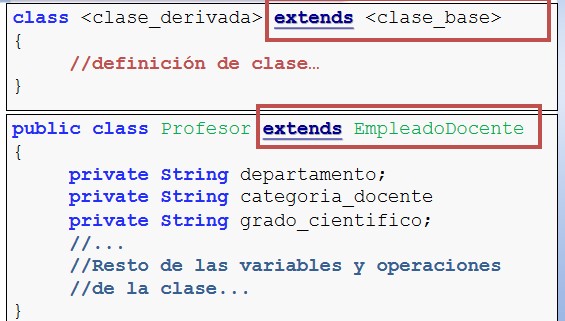 class <clase_derivada> extends <clase_base>
{
//definición de clase…
}
public class Profesor extends EmpleadoDocente
{
private String departamento;
private String categoria_docente
private String grado_cientifico;
//...
//Resto de las variables y operaciones
//de la clase...
}